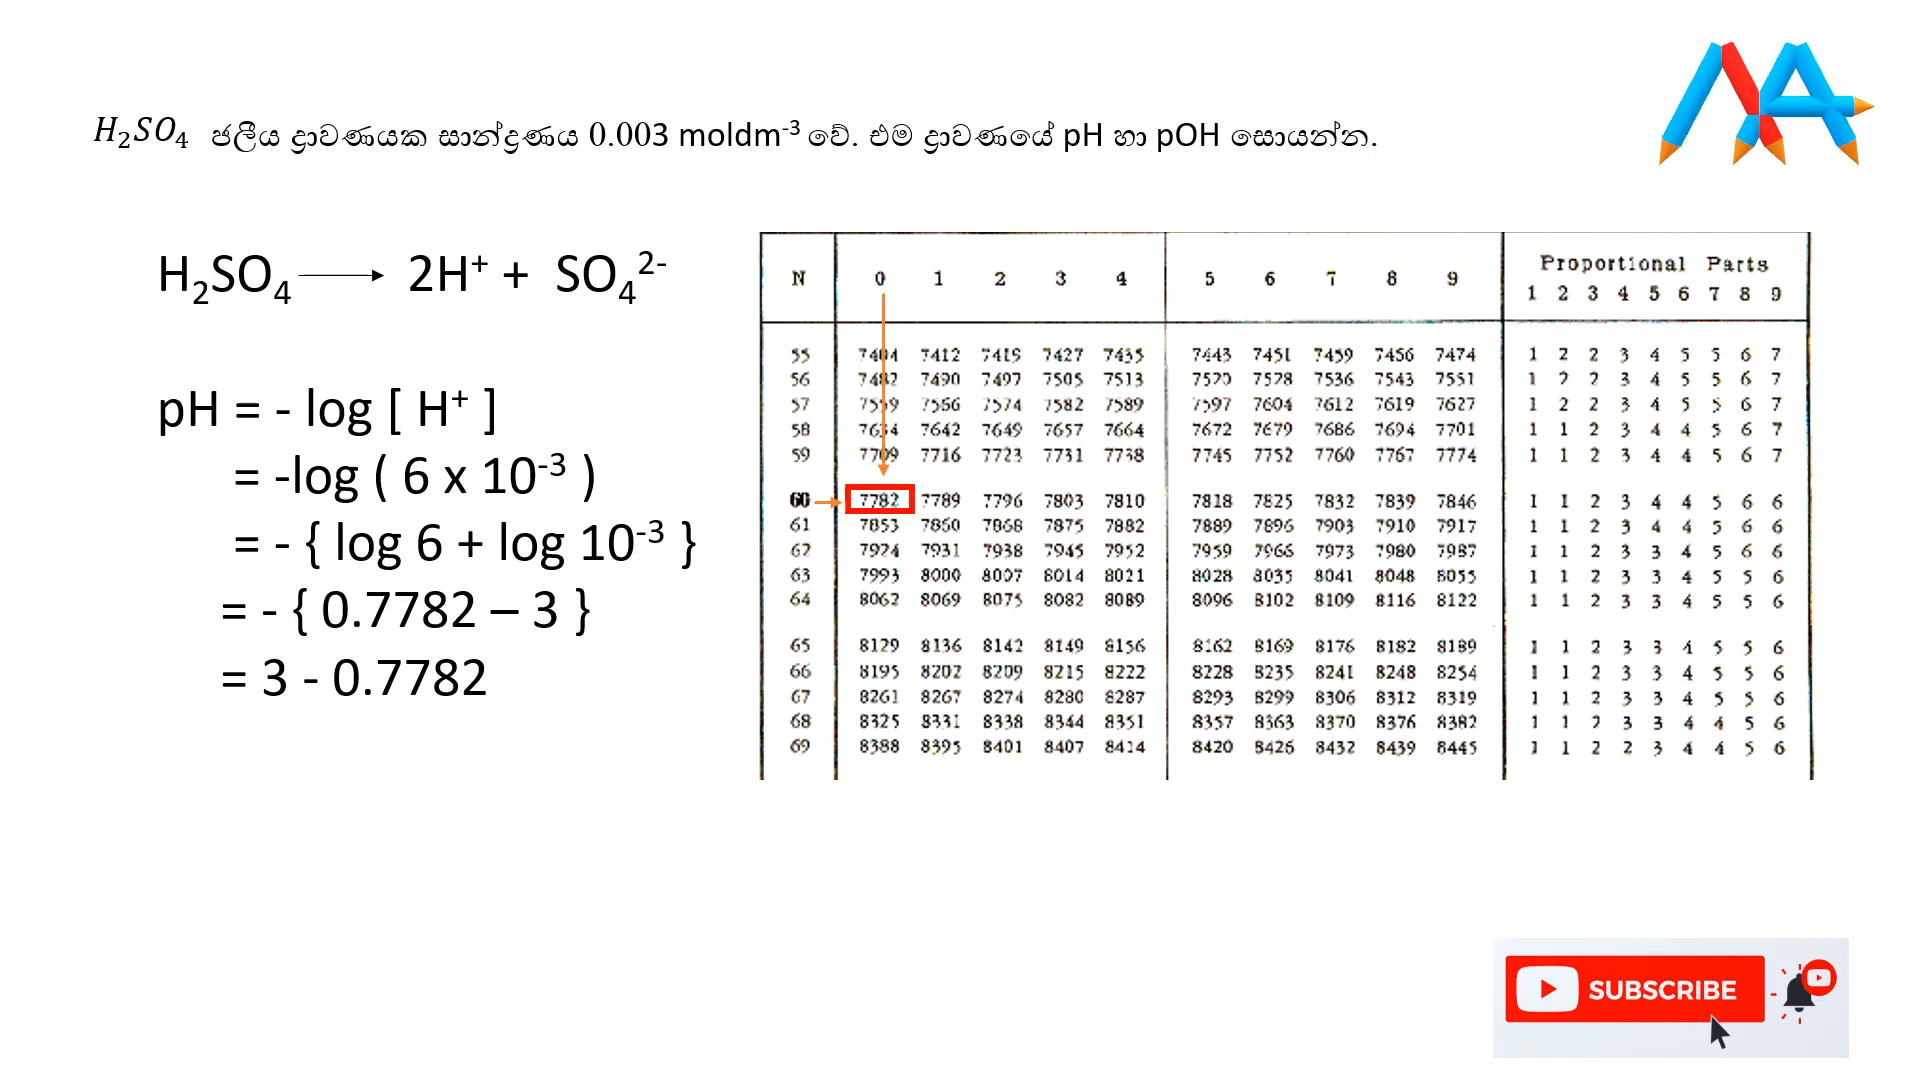 H₂SO₄ ජලීය ද්‍රාවණයක සාන්ද්‍රණය 0.003 moldm⁻³ වේ. එම ද්‍රාවණයේ pH හා pOH සොයන්න.
H₂SO₄ ⟶ 2H⁺ + SO₄²⁻
pH = - log [ H⁺ ]
= -log ( 6 x 10⁻³ )
= - { log 6 + log 10⁻³ }
= - { 0.7782 – 3 }
= 3 - 0.7782
Proportional Parts
N 0 1 2 3 4 5 6 7 8 9 1 2 3 4 5 6 7 8 9
55 7404 7412 7419 7427 7435 7443 7451 7459 7466 7474 1 2 2 3 4 5 5 6 7
56 7482 7490 7497 7505 7513 7520 7528 7536 7543 7551 1 2 2 3 4 5 5 6 7
57 7559 7566 7574 7582 7589 7597 7604 7612 7619 7627 1 2 2 3 4 5 5 6 7
58 7634 7642 7649 7657 7664 7672 7679 7686 7694 7701 1 1 2 3 4 4 5 6 7
59 7709 7716 7723 7731 7738 7745 7752 7760 7767 7774 1 1 2 3 4 4 5 6 7
60 7782 7789 7796 7803 7810 7818 7825 7832 7839 7846 1 1 2 3 4 4 5 6 6
61 7853 7860 7868 7875 7882 7889 7896 7903 7910 7917 1 1 2 3 4 4 5 6 6
62 7924 7931 7938 7945 7952 7959 7966 7973 7980 7987 1 1 2 3 3 4 5 6 6
63 7993 8000 8007 8014 8021 8028 8035 8041 8048 8055 1 1 2 3 3 4 5 5 6
64 8062 8069 8075 8082 8089 8096 8102 8109 8116 8122 1 1 2 3 3 4 5 5 6
65 8129 8136 8142 8149 8156 8162 8169 8176 8182 8189 1 1 2 3 3 4 5 5 6
66 8195 8202 8209 8215 8222 8228 8235 8241 8248 8254 1 1 2 3 3 4 5 5 6
67 8261 8267 8274 8280 8287 8293 8299 8306 8312 8319 1 1 2 3 3 4 5 5 6
68 8325 8331 8338 8344 8351 8357 8363 8370 8376 8382 1 1 2 3 3 4 4 5 6
69 8388 8395 8401 8407 8414 8420 8426 8432 8439 8445 1 1 2 2 3 4 4 5 6
SUBSCRIBE